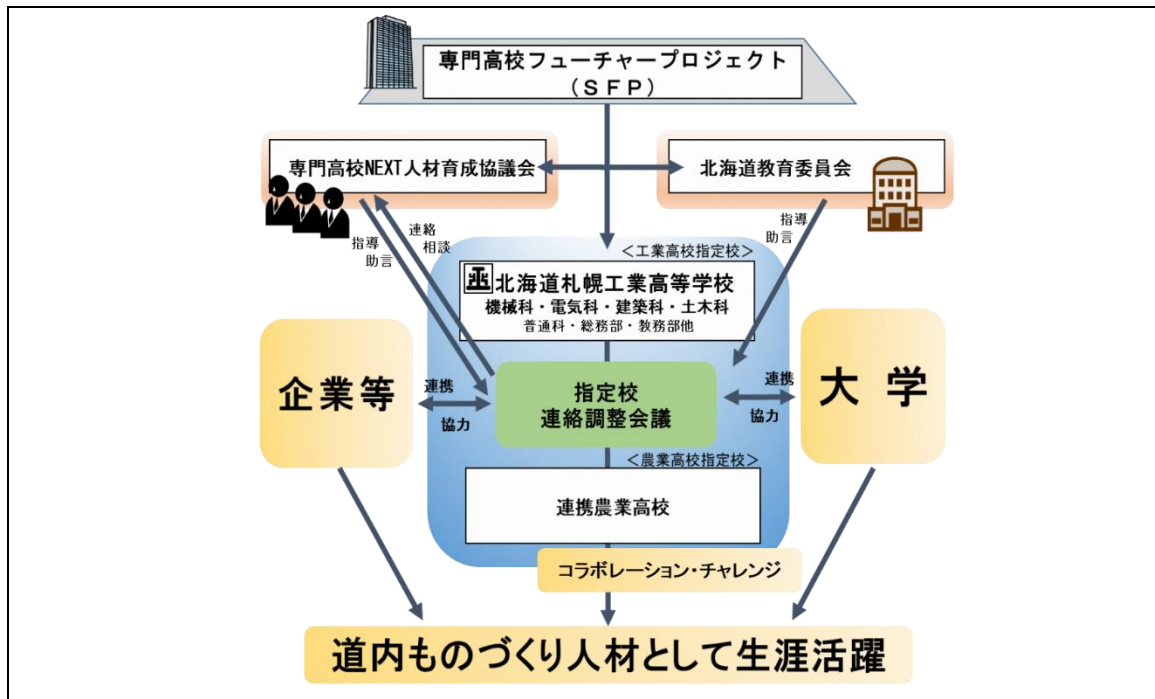 専門高校フューチャープロジェクト
（ＳＦＰ）
専門高校NEXT人材育成協議会
北海道教育委員会
指導
助言
連絡
相談
指導
助言
＜工業高校指定校＞
北海道札幌工業高等学校
機械科・電気科・建築科・土木科
普通科・総務部・教務部他
企業等
連携
協力
指定校
連絡調整会議
連携
協力
大学
＜農業高校指定校＞
連携農業高校
コラボレーション・チャレンジ
道内ものづくり人材として生涯活躍